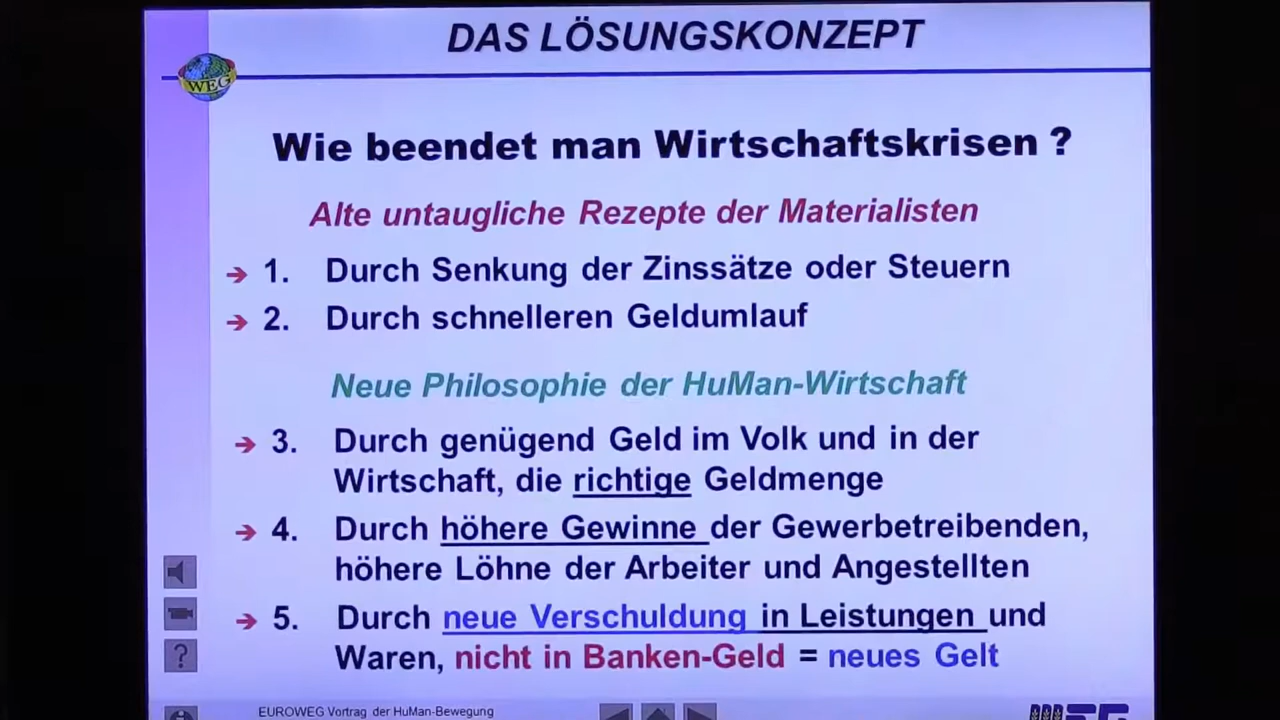 DAS LÖSUNGSKONZEPT
WEG
Wie beendet man Wirtschaftskrisen ?
Alte untaugliche Rezepte der Materialisten
1. Durch Senkung der Zinssätze oder Steuern
2. Durch schnelleren Geldumlauf
Neue Philosophie der HuMan-Wirtschaft
3. Durch genügend Geld im Volk und in der
Wirtschaft, die richtige Geldmenge
4. Durch höhere Gewinne der Gewerbetreibenden,
höhere Löhne der Arbeiter und Angestellten
5. Durch neue Verschuldung in Leistungen und
Waren, nicht in Banken-Geld = neues Gelt
?
EUROWEG Vortrag der HuMan-Bewegung